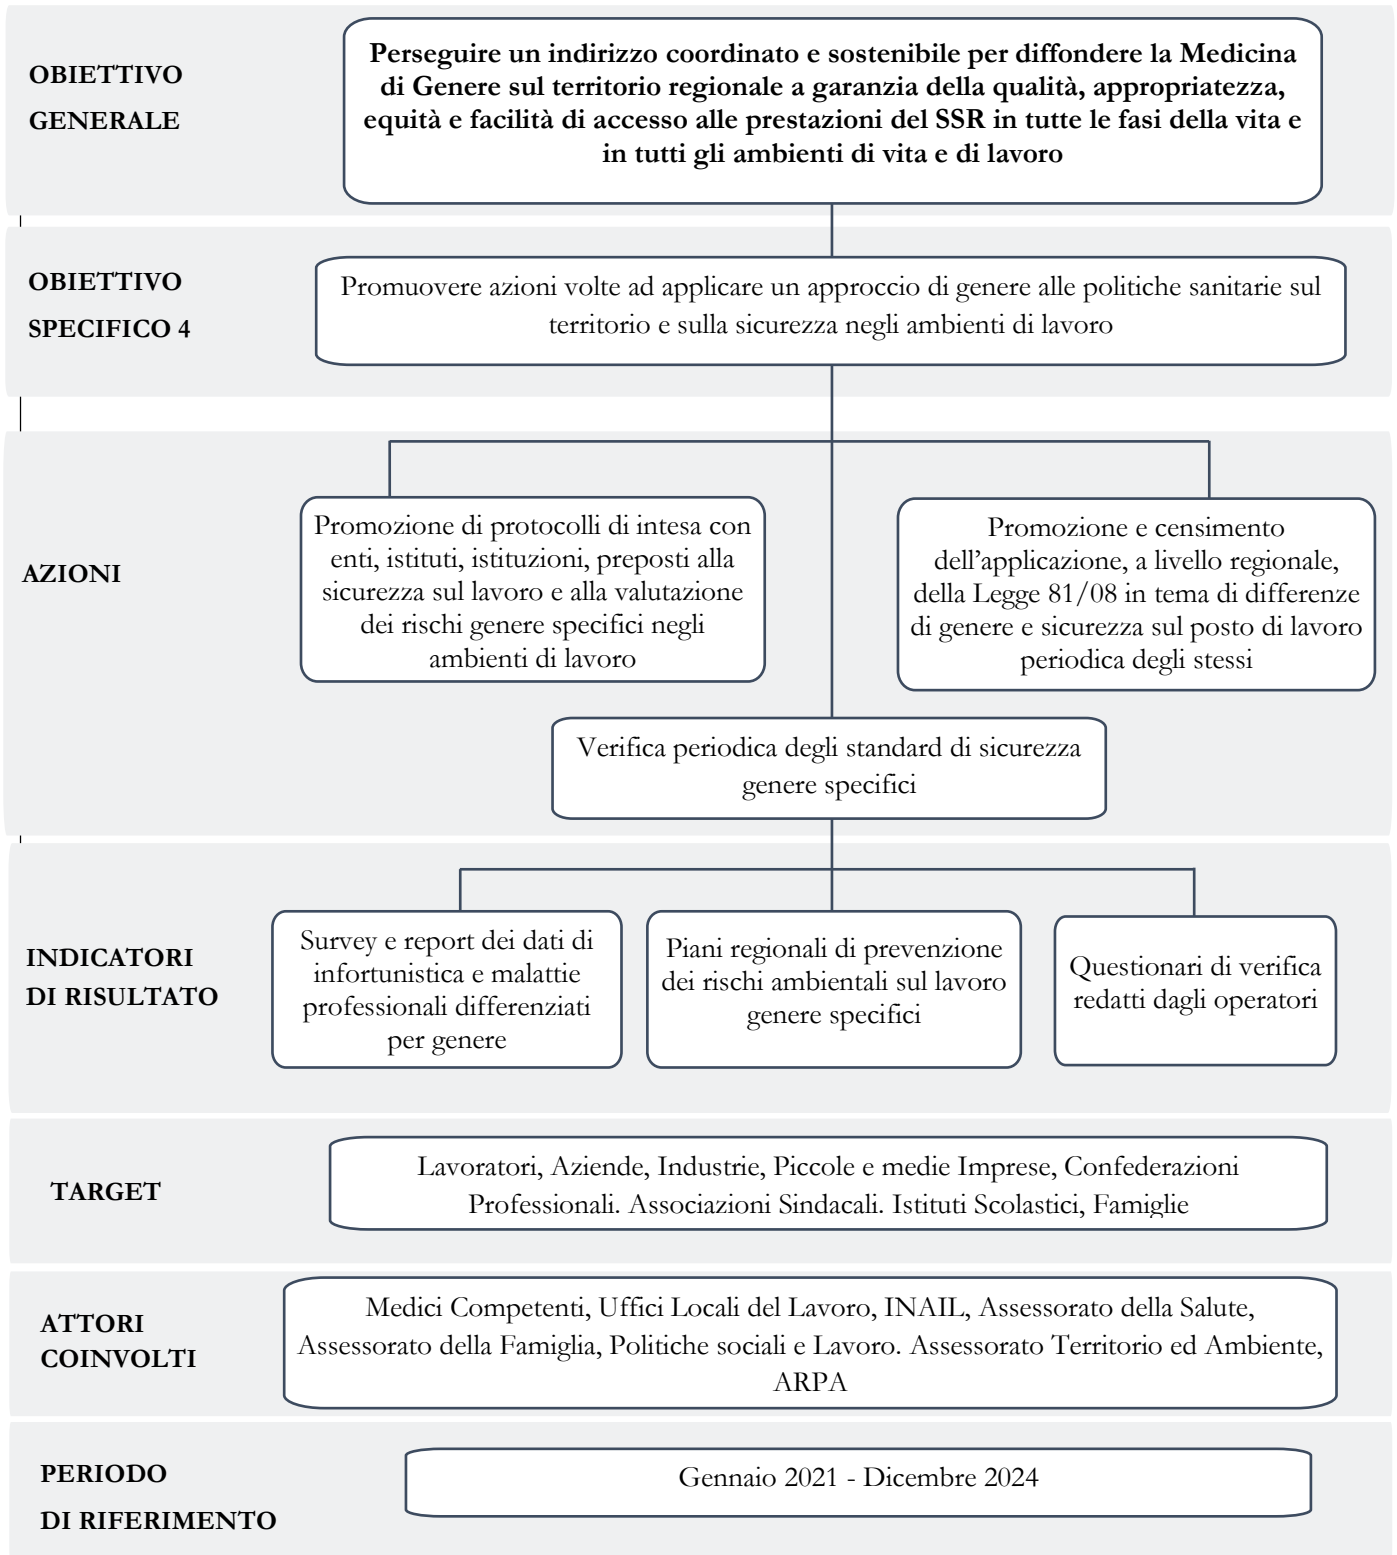 OBIETTIVO
GENERALE
Perseguire un indirizzo coordinato e sostenibile per diffondere la Medicina
di Genere sul territorio regionale a garanzia della qualità, appropriatezza,
equità e facilità di accesso alle prestazioni del SSR in tutte le fasi della vita e
in tutti gli ambienti di vita e di lavoro
OBIETTIVO
SPECIFICO 4
Promuovere azioni volte ad applicare un approccio di genere alle politiche sanitarie sul
territorio e sulla sicurezza negli ambienti di lavoro
AZIONI
Promozione di protocolli di intesa con
enti, istituti, istituzioni, preposti alla
sicurezza sul lavoro e alla valutazione
dei rischi genere specifici negli
ambienti di lavoro
Promozione e censimento
dell'applicazione, a livello regionale,
della Legge 81/08 in tema di differenze
di genere e sicurezza sul posto di lavoro
periodica degli stessi
Verifica periodica degli standard di sicurezza
genere specifici
INDICATORI
DI RISULTATO
Survey e report dei dati di
infortunistica e malattie
professionali differenziati
per genere
Piani regionali di prevenzione
dei rischi ambientali sul lavoro
genere specifici
Questionari di verifica
redatti dagli operatori
TARGET
Lavoratori, Aziende, Industrie, Piccole e medie Imprese, Confederazioni
Professionali. Associazioni Sindacali. Istituti Scolastici, Famiglie
ATTORI
COINVOLTI
Medici Competenti, Uffici Locali del Lavoro, INAIL, Assessorato della Salute,
Assessorato della Famiglia, Politiche sociali e Lavoro. Assessorato Territorio ed Ambiente,
ARPA
PERIODO
DI RIFERIMENTO
Gennaio 2021 - Dicembre 2024